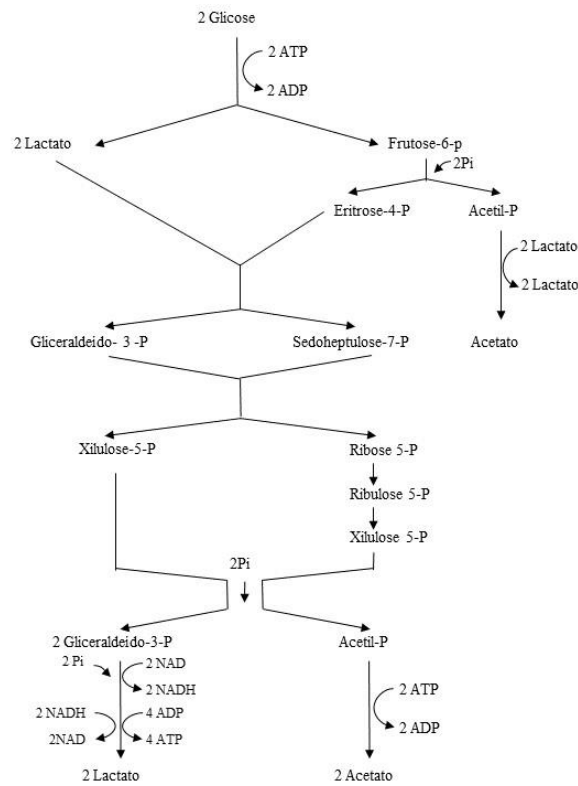 2 Glicose
2 ATP
2 ADP
2 Lactato
Frutose-6-p
2Pi
Eritrose-4-P
Acetil-P
2 Lactato
2 Lactato
Gliceraldeido- 3 -P
Sedoheptulose-7-P
Acetato
Xilulose-5-P
Ribose 5-P
Ribulose 5-P
Xilulose 5-P
2Pi
2 Gliceraldeido-3-P
Acetil-P
2 Pi
2 NAD
2 NADH
2 ATP
2 NADH
4 ADP
2 ADP
2NAD
4 ATP
2 Lactato
2 Acetato